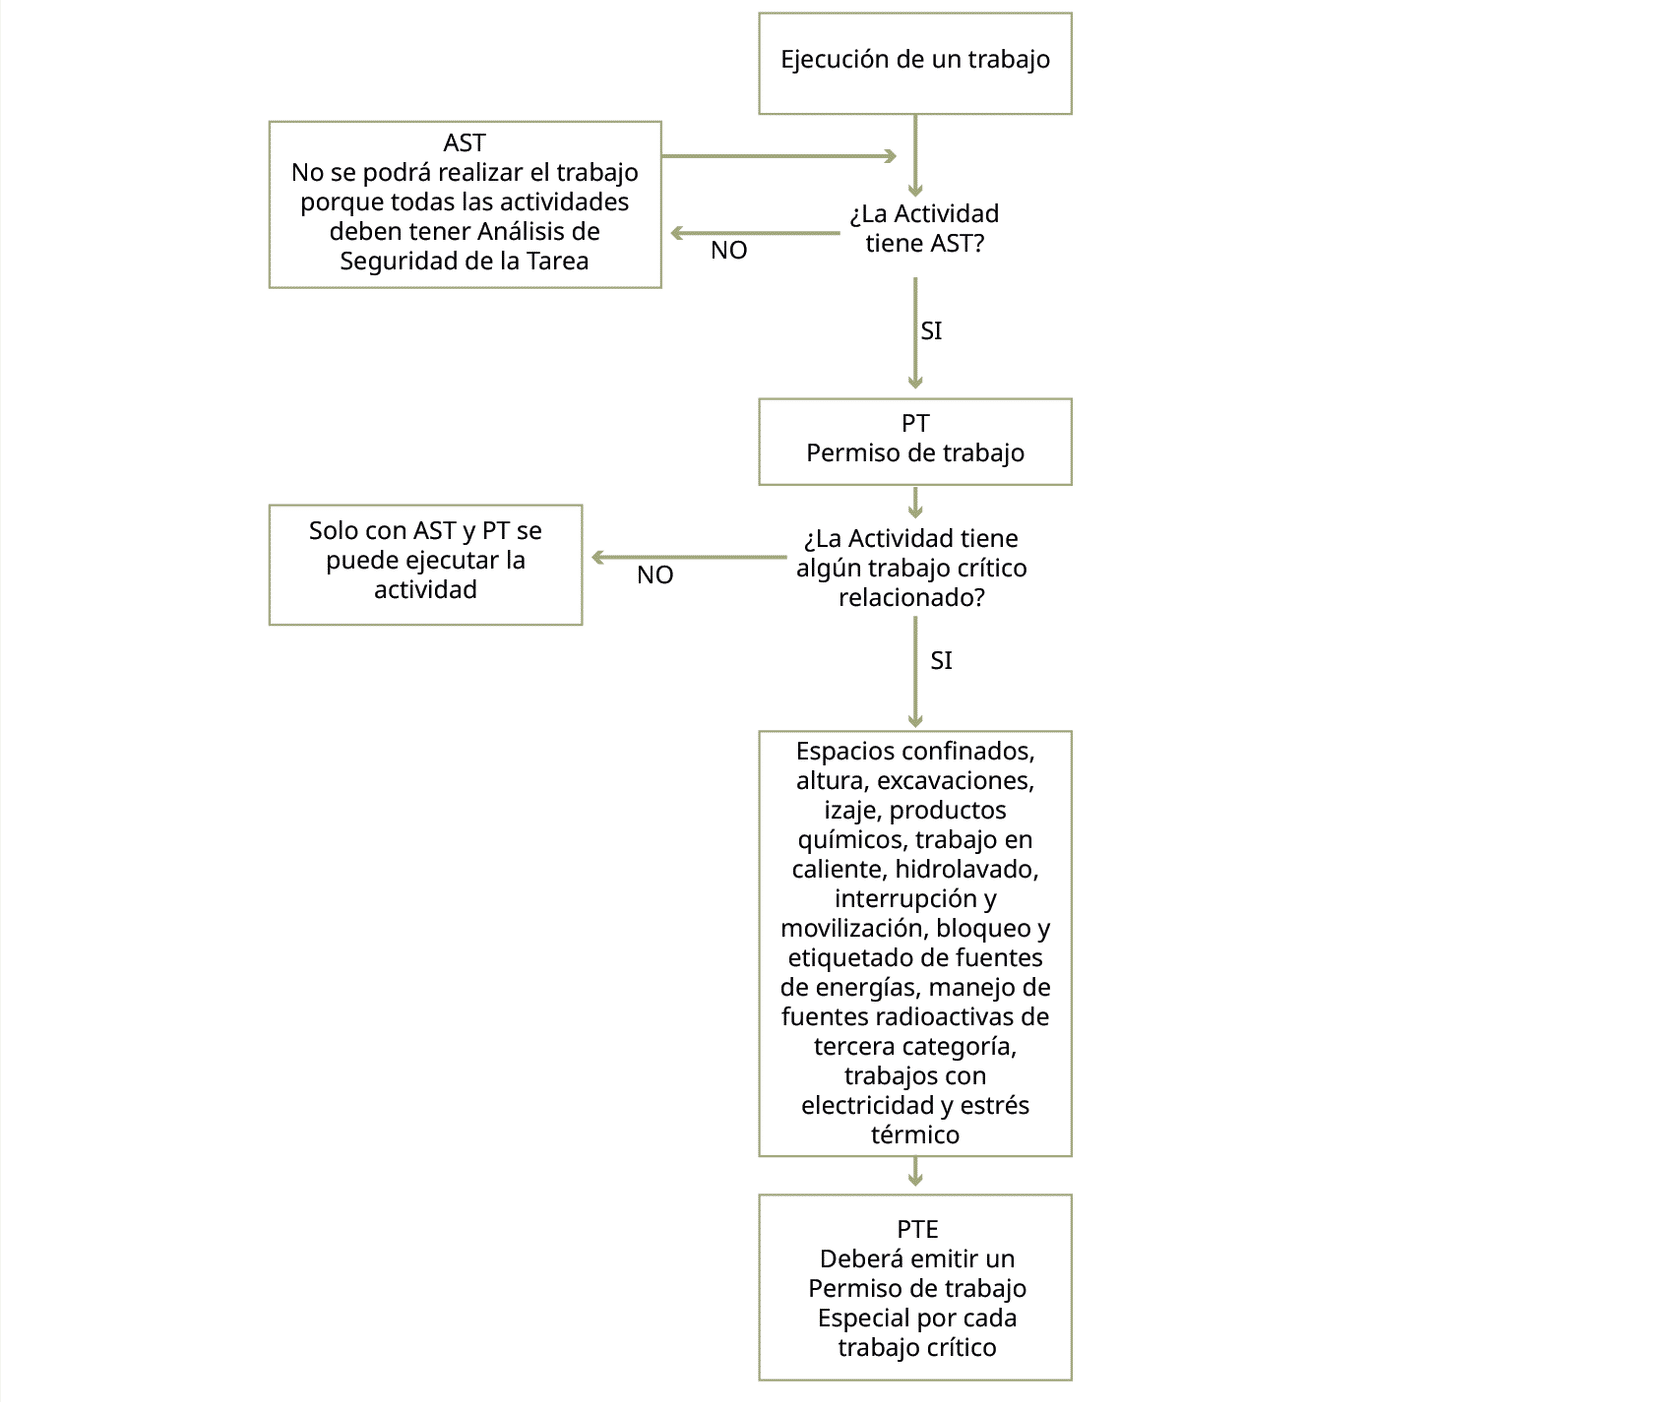 Ejecución de un trabajo
AST
No se podrá realizar el trabajo
porque todas las actividades
deben tener Análisis de
Seguridad de la Tarea
¿La Actividad
tiene AST?
NO
SI
PT
Permiso de trabajo
Solo con AST y PT se
puede ejecutar la
actividad
¿La Actividad tiene
algún trabajo crítico
relacionado?
NO
SI
Espacios confinados,
altura, excavaciones,
izaje, productos
químicos, trabajo en
caliente, hidrolavado,
interrupción y
movilización, bloqueo y
etiquetado de fuentes
de energías, manejo de
fuentes radioactivas de
tercera categoría,
trabajos con
electricidad y estrés
térmico
PTE
Deberá emitir un
Permiso de trabajo
Especial por cada
trabajo crítico